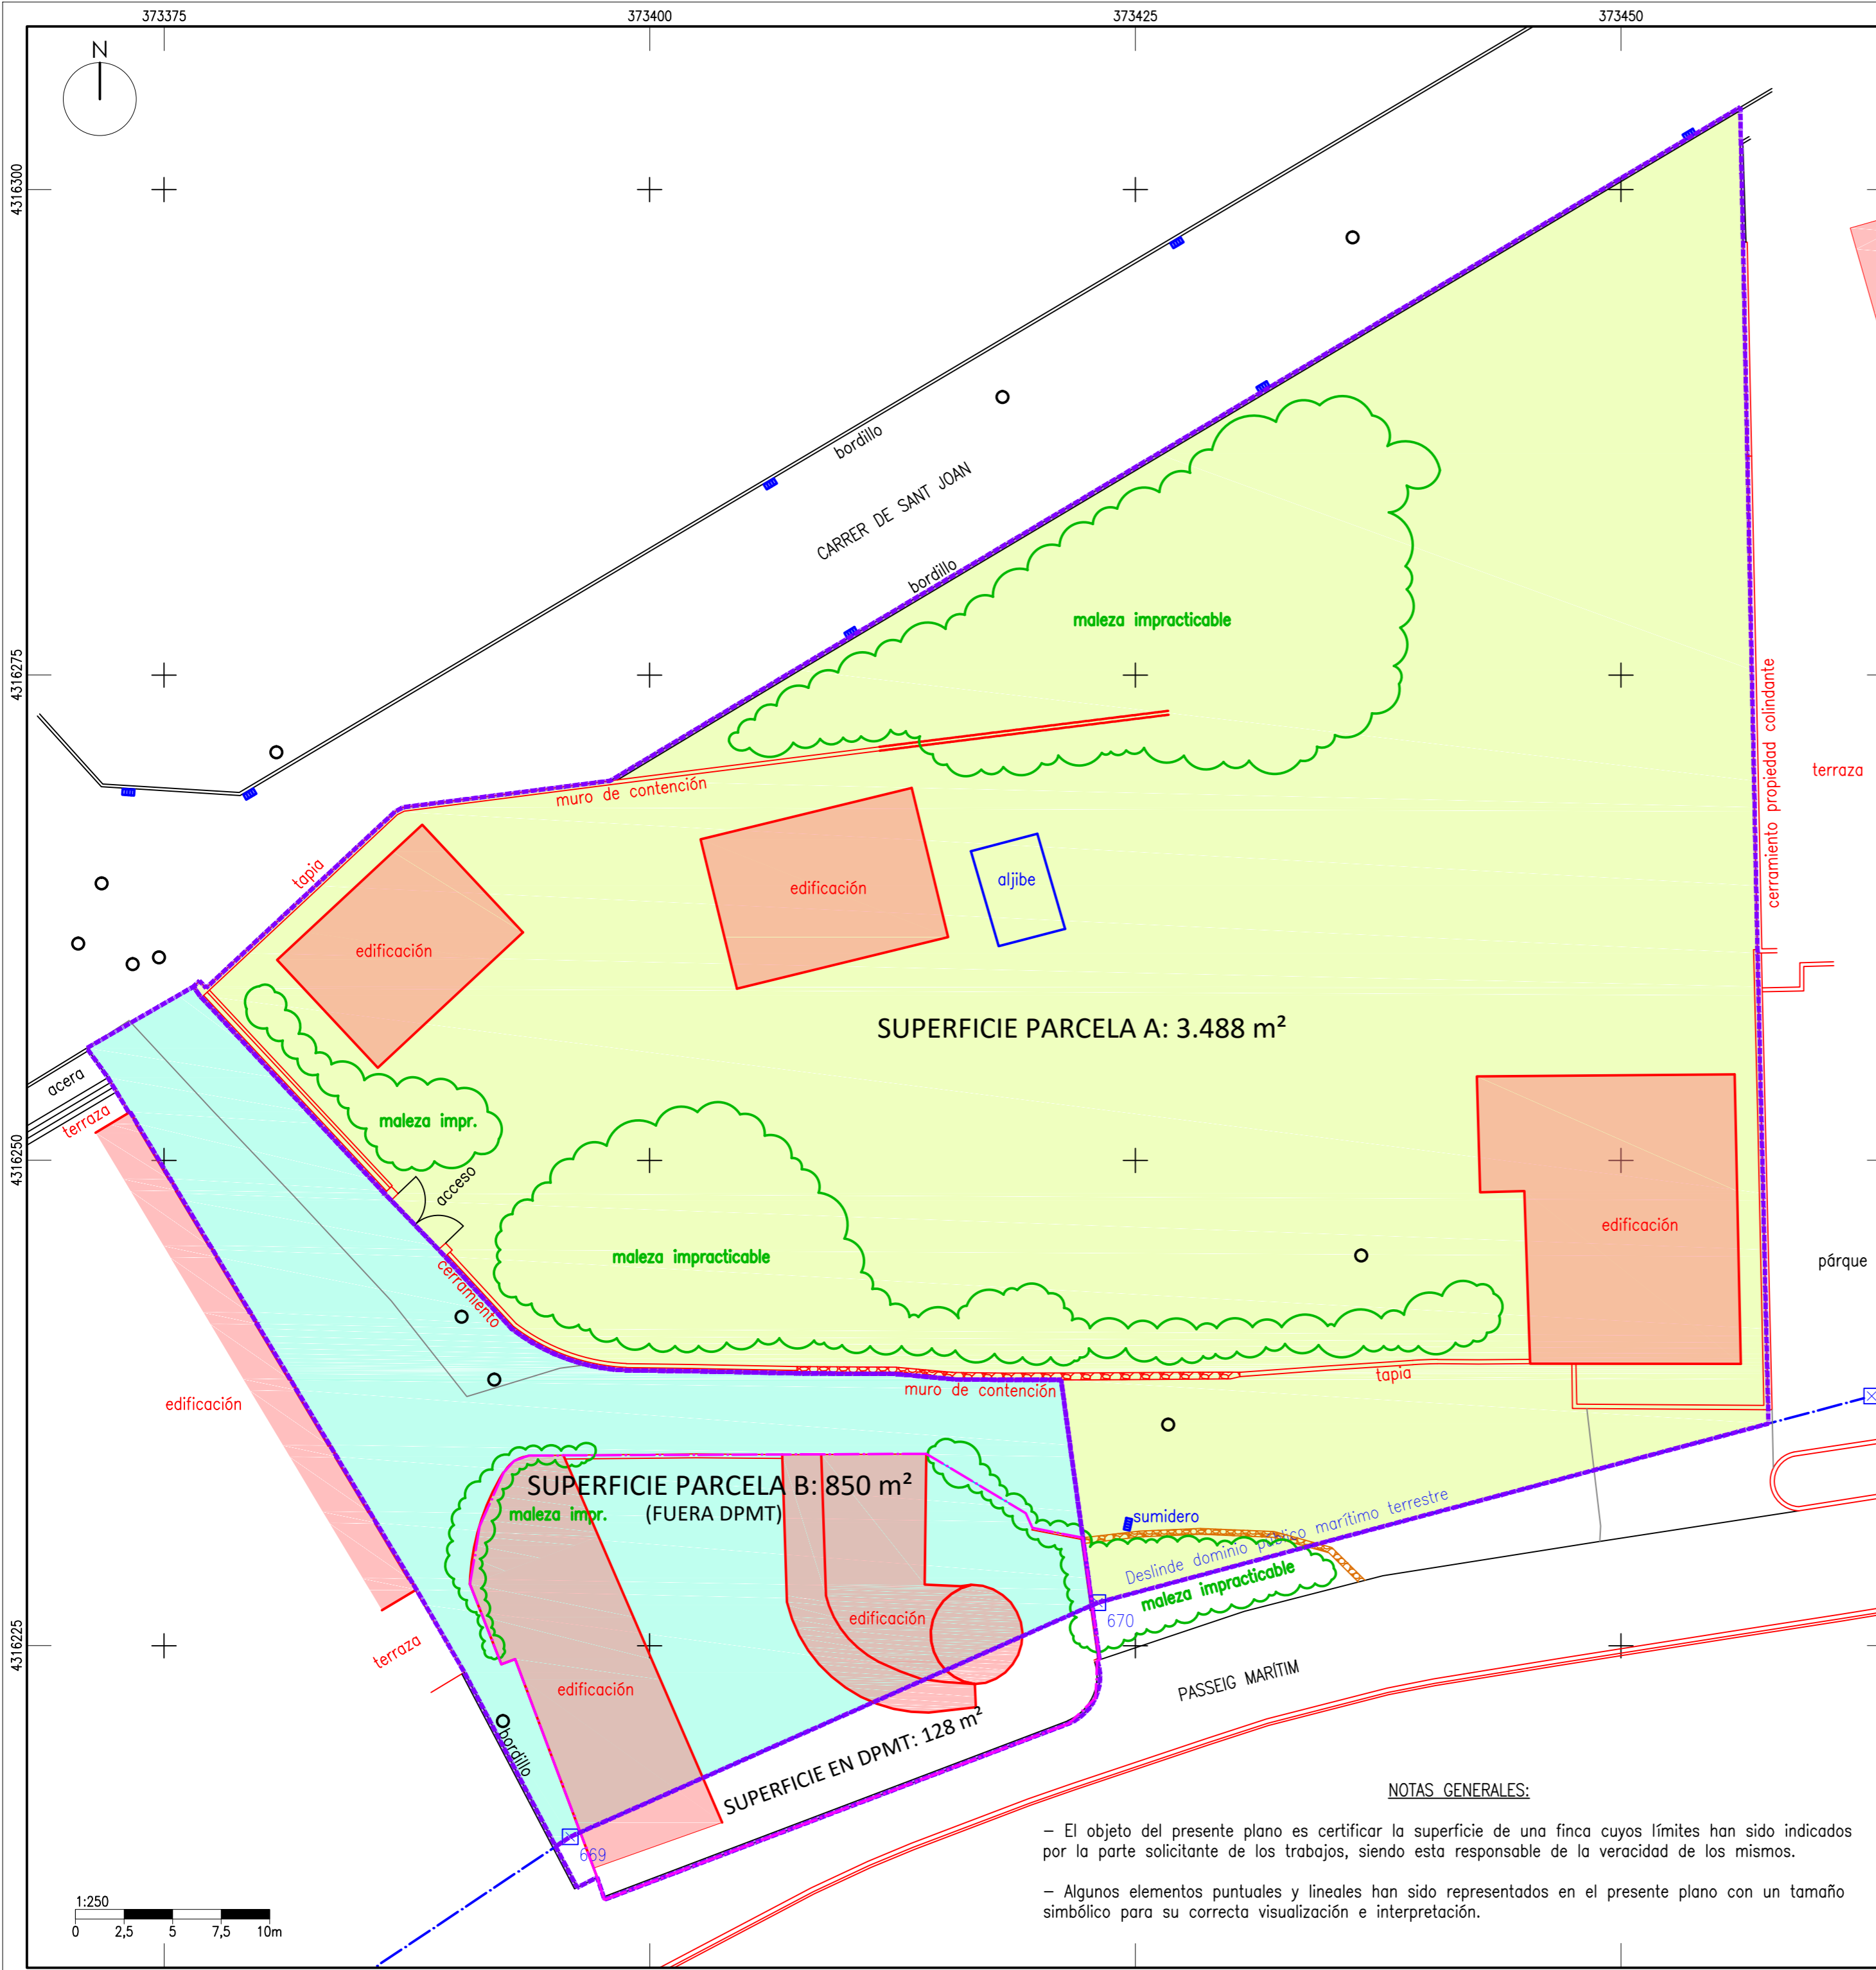 373375
373400
373425
373450
N
4316300
4316275
4316250
4316225
bordillo
CARRER DE SANT JOAN
bordillo
maleza impracticable
muro de contención
tapia
edificación
edificación
aljibe
cerramiento propiedad colindante
terraza
SUPERFICIE PARCELA A: 3.488 m²
acera
terraza
maleza impr.
acceso
cerramiento
maleza impracticable
edificación
párque
edificación
muro de contención
tapia
SUPERFICIE PARCELA B: 850 m²
(FUERA DPMT)
maleza impr.
sumidero
Deslinde dominio público marítimo terrestre
maleza impracticable
670
edificación
terraza
edificación
bordillo
PASSEIG MARÍTIM
SUPERFICIE EN DPMT: 128 m²
669
NOTAS GENERALES:
– El objeto del presente plano es certificar la superficie de una finca cuyos límites han sido indicados
por la parte solicitante de los trabajos, siendo esta responsable de la veracidad de los mismos.
– Algunos elementos puntuales y lineales han sido representados en el presente plano con un tamaño
simbólico para su correcta visualización e interpretación.
1:250
0 2,5 5 7,5 10m